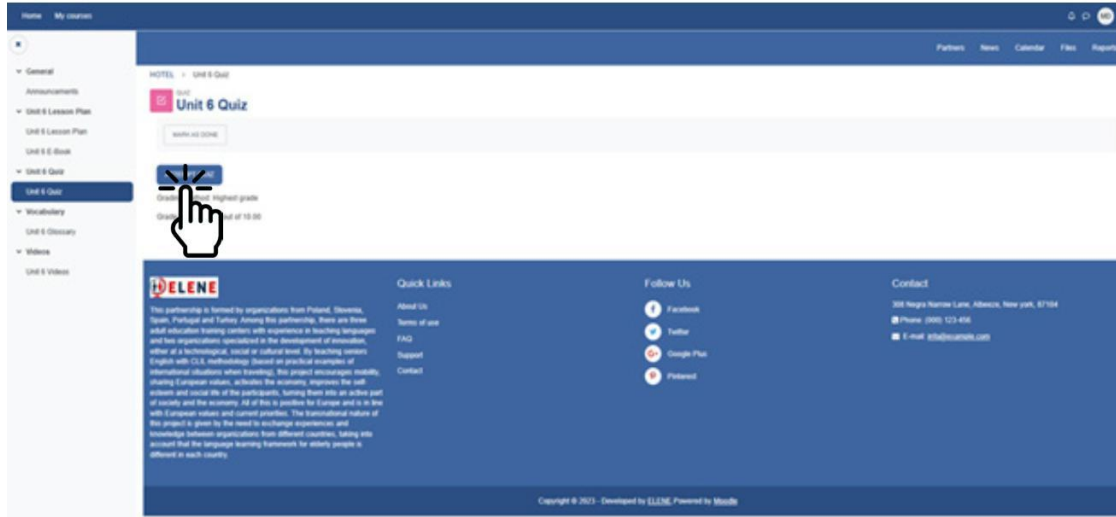 Home My courses
MD
Partners News Calendar Files Reports
General
Announcements
Unit 6 Lesson Plan
Unit 6 Lesson Plan
Unit 6 E-Book
Unit 6 Quiz
Unit 6 Quiz
Vocabulary
Unit 6 Glossary
Videos
Unit 6 Videos
HOTEL > Unit 6 Quiz
QUIZ
Unit 6 Quiz
MARK AS DONE
Highest grade
out of 10.00
ELENE
This partnership is formed by organizations from Poland, Slovenia,
Spain, Portugal and Turkey. Among this partnership, there are three
adult education training centers with experience in teaching languages
and two organizations specialized in the development of innovation,
either at a technological, social or cultural level. By teaching seniors
English with CLIL methodology (based on practical examples of
international situations when traveling), this project encourages mobility,
sharing European values, activates the economy, improves the self-
esteem and social life of the participants, turning them into an active part
of society and the economy. All of this is positive for Europe and is in line
with European values and current priorities. The transnational nature of
this project is given by the need to exchange experiences and
knowledge between organizations from different countries, taking into
account that the language learning framework for elderly people is
different in each country.
Quick Links
About Us
Terms of use
FAQ
Support
Contact
Follow Us
Facebook
Twitter
Google Plus
Pinterest
Contact
308 Negra Narrow Lane, Albeeze, New york, 87104
Phone: (000) 123-456
E-mail: info@example.com
Copyright © 2023 - Developed by ELENE. Powered by Moodle